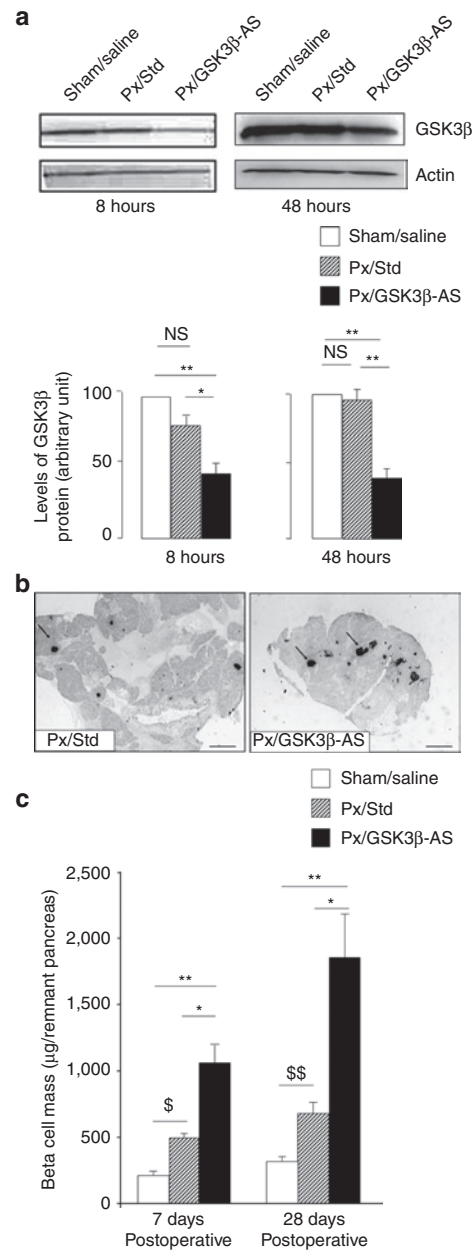 a
Sham/saline
Px/Std
Px/GSK3β-AS
Sham/saline
Px/Std
Px/GSK3β-AS
GSK3β
Actin
8 hours
48 hours
Sham/saline
Px/Std
Px/GSK3β-AS
Levels of GSK3β
protein (arbitrary unit)
100
50
0
NS
**
*
8 hours
**
NS
**
48 hours
b
Px/Std
Px/GSK3β-AS
Sham/saline
Px/Std
Px/GSK3β-AS
c
Beta cell mass (μg/remnant pancreas)
2,500
2,000
1,500
1,000
500
0
**
*
$
**
*
$$
7 days
Postoperative
28 days
Postoperative